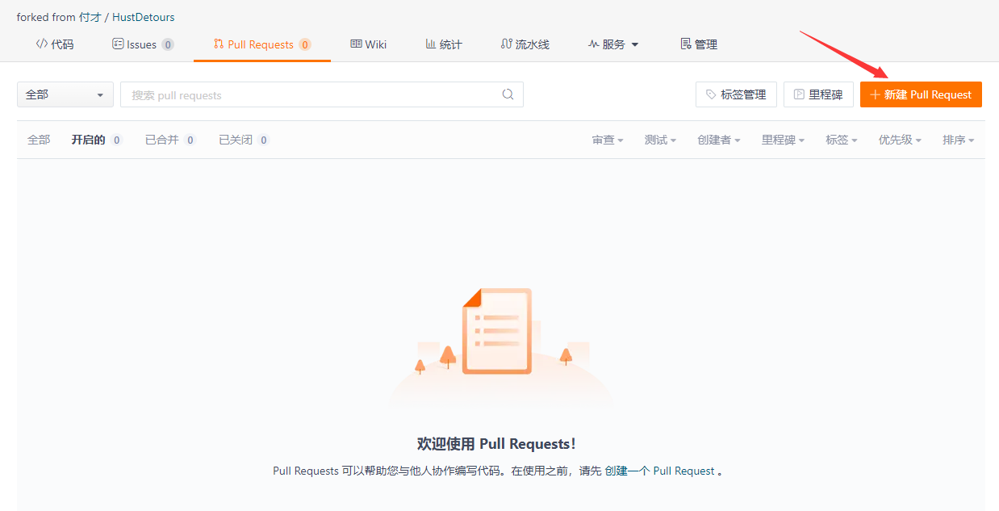 forked from 付才 / HustDetours
代码 Issues 0 Pull Requests 0 Wiki 统计 流水线 服务 管理
全部 搜索 pull requests 标签管理 里程碑 新建 Pull Request
全部 开启的 0 已合并 0 已关闭 0 审查 测试 创建者 里程碑 标签 优先级 排序
欢迎使用 Pull Requests!
Pull Requests 可以帮助您与他人协作编写代码。在使用之前，请先 创建一个 Pull Request 。